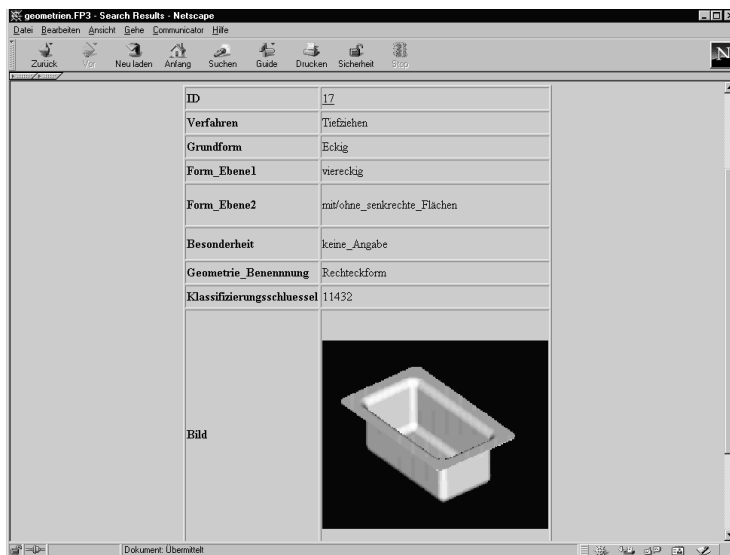 geometrien.FP3 - Search Results - Netscape
Datei Bearbeiten Ansicht Gehe Communicator Hilfe
Zurück Vor Neu laden Anfang Suchen Guide Drucken Sicherheit Stop
N
ID 17
Verfahren Tiefziehen
Grundform Eckig
Form_Ebene1 viereckig
Form_Ebene2 mit/ohne_senkrechte_Flächen
Besonderheit keine_Angabe
Geometrie_Benennnung Rechteckform
Klassifizierungsschluessel 11432
Bild
Dokument: Übermittelt